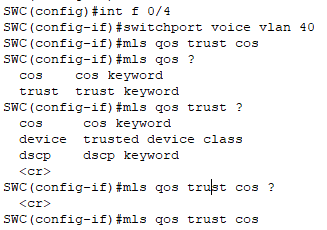 SWC(config)#int f 0/4
SWC(config-if)#switchport voice vlan 40
SWC(config-if)#mls qos trust cos
SWC(config-if)#mls qos ?
  cos    cos keyword
  trust  trust keyword
SWC(config-if)#mls qos trust ?
  cos     cos keyword
  device  trusted device class
  dscp    dscp keyword
  <cr>
SWC(config-if)#mls qos trust cos ?
  <cr>
SWC(config-if)#mls qos trust cos